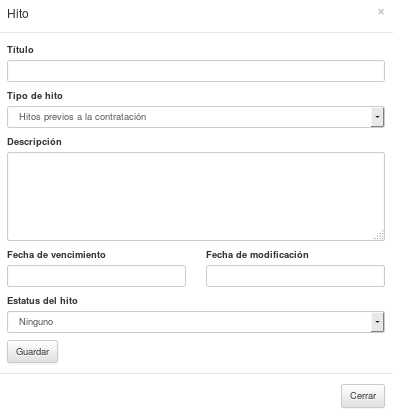 Hito ×
Título
Tipo de hito
Hitos previos a la contratación
Descripción
Fecha de vencimiento Fecha de modificación
Estatus del hito
Ninguno
Guardar
Cerrar